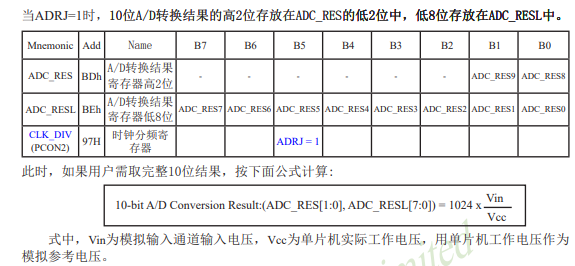 当ADRJ=1时，10位A/D转换结果的高2位存放在ADC_RES的低2位中，低8位存放在ADC_RESL中。
Mnemonic Add Name B7 B6 B5 B4 B3 B2 B1 B0
ADC_RES BDh A/D转换结果寄存器高2位 - - - - - - ADC_RES9 ADC_RES8
ADC_RESL BEh A/D转换结果寄存器低8位 ADC_RES7 ADC_RES6 ADC_RES5 ADC_RES4 ADC_RES3 ADC_RES2 ADC_RES1 ADC_RES0
CLK_DIV (PCON2) 97H 时钟分频寄存器 ADRJ = 1
此时，如果用户需取完整10位结果，按下面公式计算:
10-bit A/D Conversion Result:(ADC_RES[1:0], ADC_RESL[7:0]) = 1024 x Vin / Vcc
式中，Vin为模拟输入通道输入电压，Vcc为单片机实际工作电压，用单片机工作电压作为
模拟参考电压。
imited